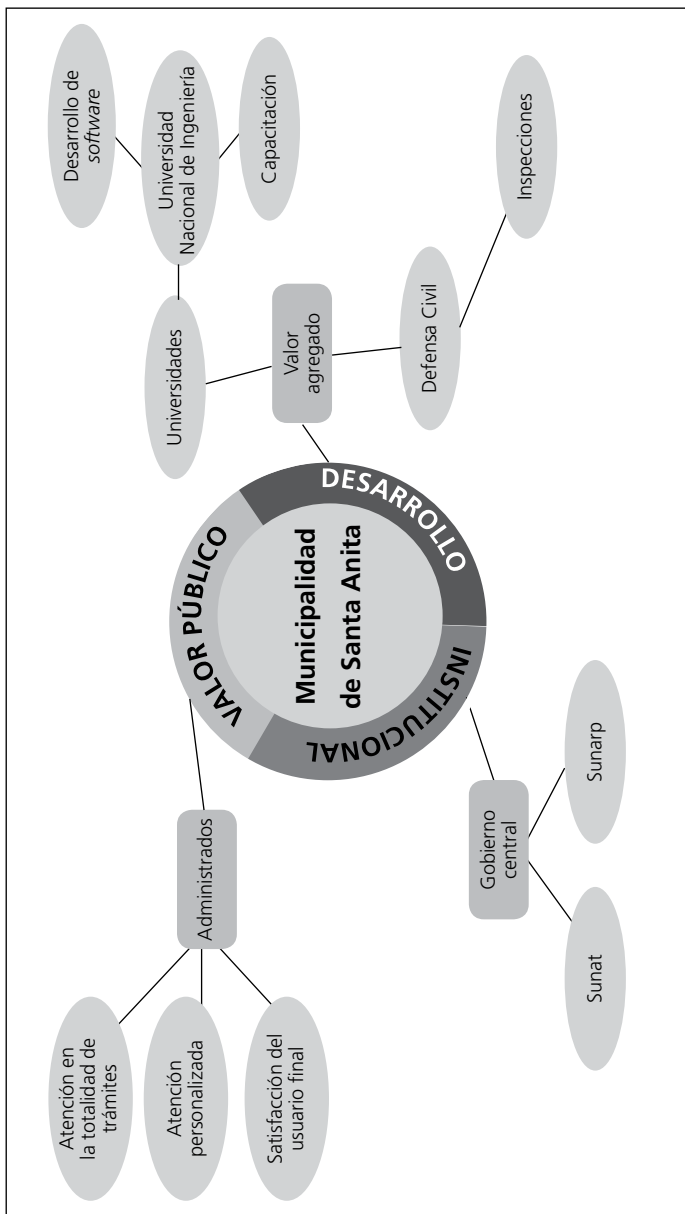 Atención en
la totalidad de
trámites
Atención
personalizada
Satisfacción del
usuario final
Administrados
VALOR PÚBLICO
DESARROLLO
INSTITUCIONAL
Municipalidad
de Santa Anita
Gobierno
central
Sunat
Sunarp
Valor
agregado
Universidades
Universidad
Nacional de Ingeniería
Desarrollo de
software
Capacitación
Defensa Civil
Inspecciones